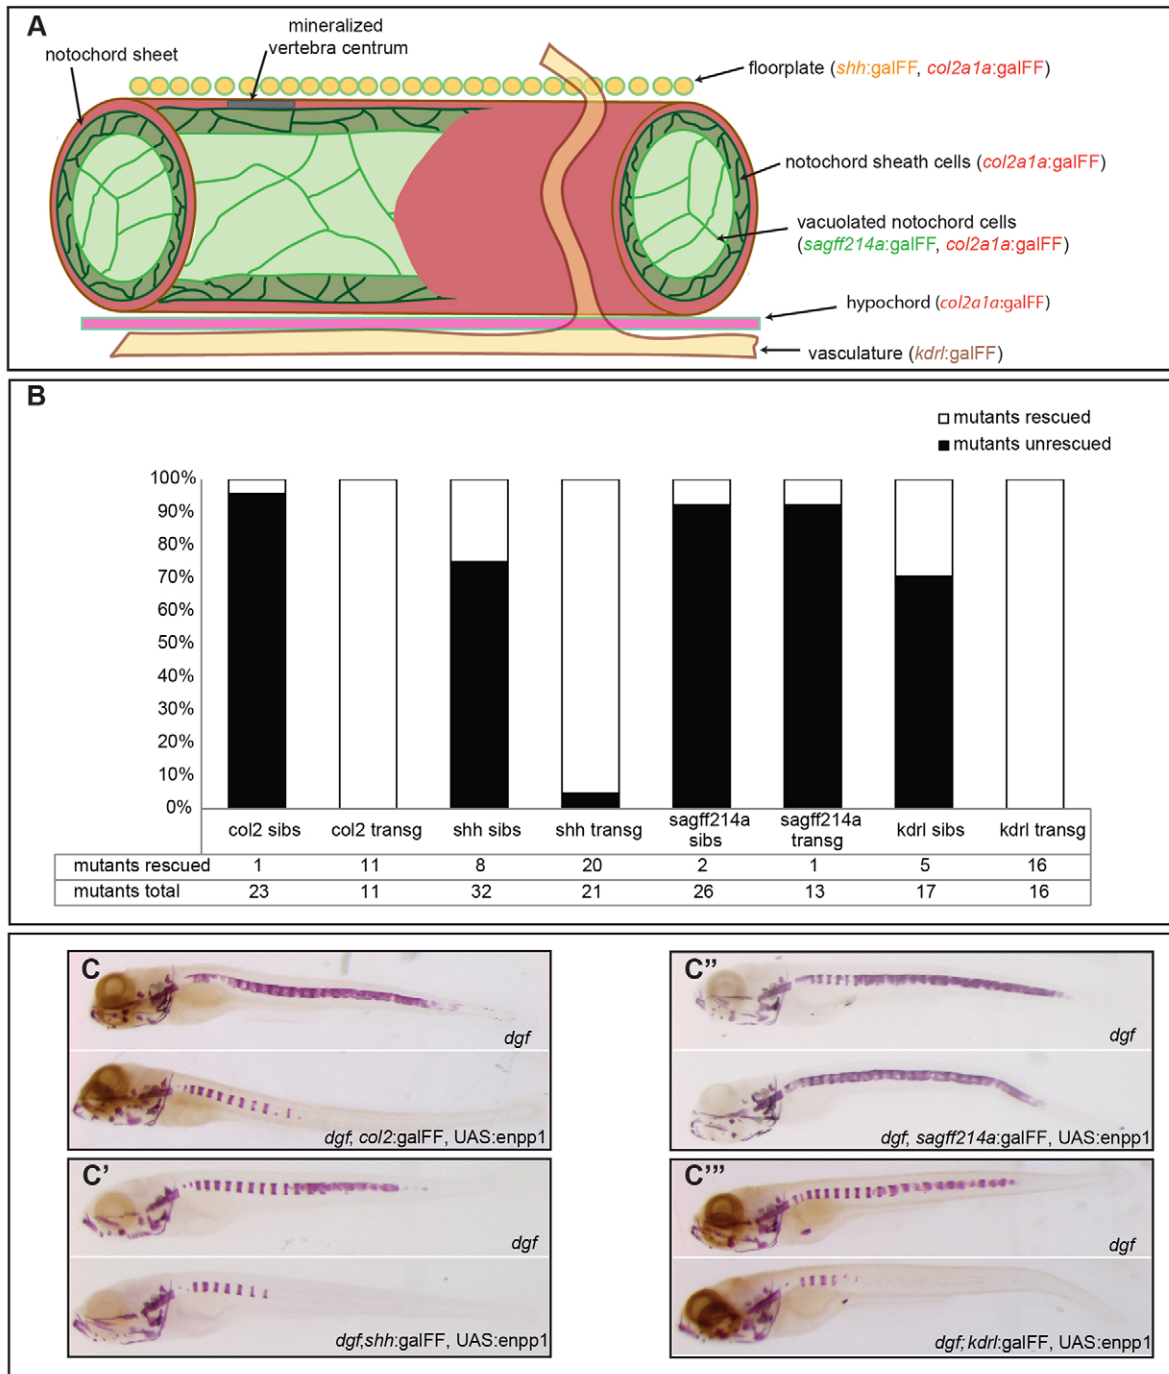 A
mineralized
vertebra centrum
notochord sheet
floorplate (shh:galFF, col2a1a:galFF)
notochord sheath cells (col2a1a:galFF)
vacuolated notochord cells
(sagff214a:galFF, col2a1a:galFF)
hypochord (col2a1a:galFF)
vasculature (kdrl:galFF)
B
mutants rescued
mutants unrescued
100%
90%
80%
70%
60%
50%
40%
30%
20%
10%
0%
col2 sibs col2 transg shh sibs shh transg sagff214a sibs sagff214a transg kdrl sibs kdrl transg
mutants rescued 1 11 8 20 2 1 5 16
mutants total 23 11 32 21 26 13 17 16
C
dgf
dgf, col2:galFF, UAS:enpp1
C’
dgf
dgf;shh:galFF, UAS:enpp1
C’’
dgf
dgf; sagff214a:galFF, UAS:enpp1
C’’’
dgf
dgf; kdrl:galFF, UAS:enpp1